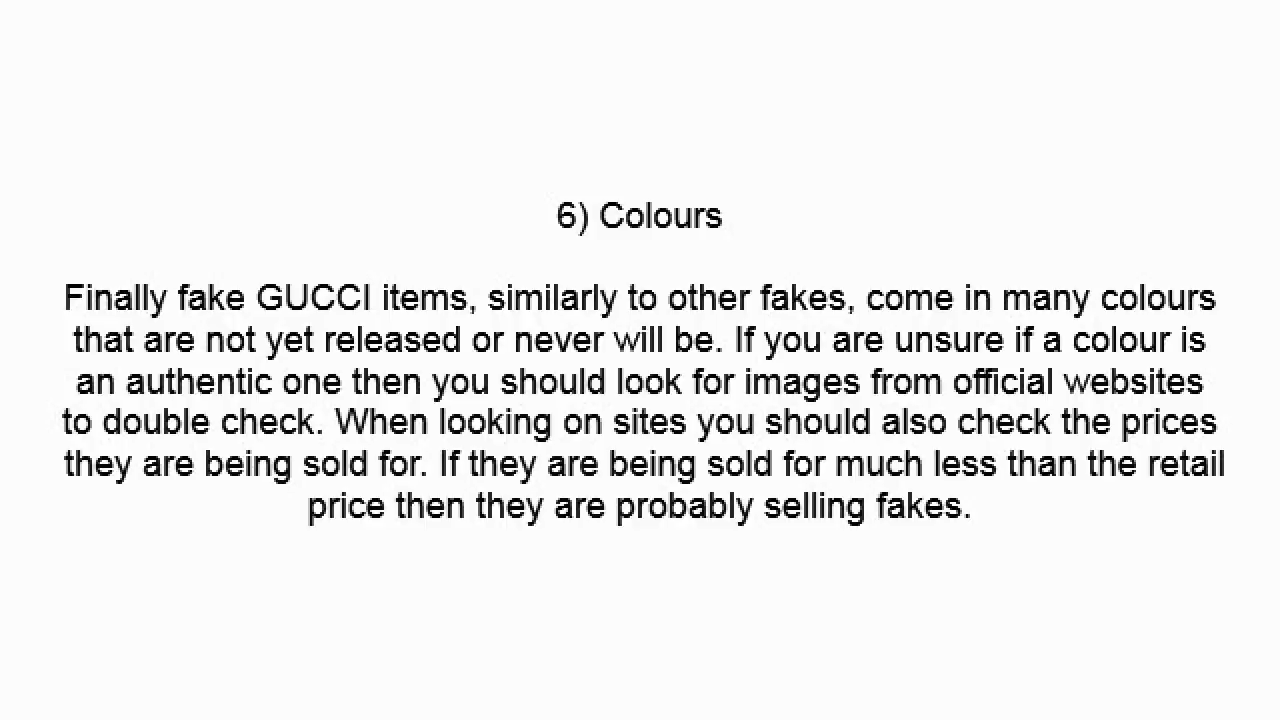 6) Colours
Finally fake GUCCI items, similarly to other fakes, come in many colours
that are not yet released or never will be. If you are unsure if a colour is
an authentic one then you should look for images from official websites
to double check. When looking on sites you should also check the prices
they are being sold for. If they are being sold for much less than the retail
price then they are probably selling fakes.